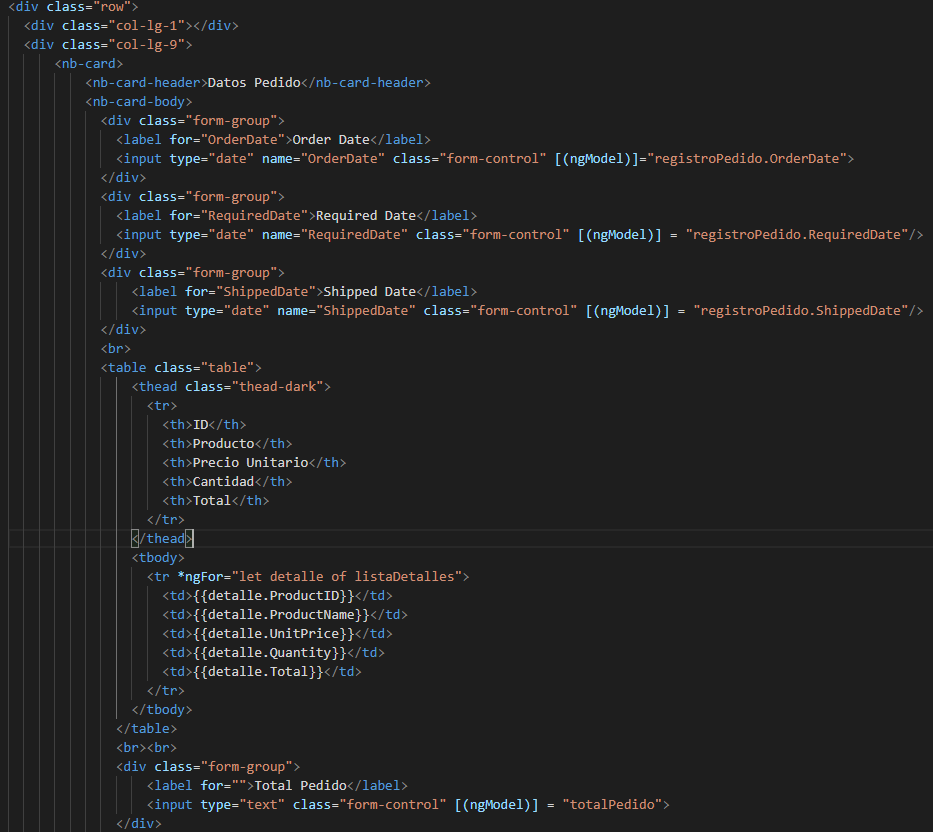 <div class="row">
<div class="col-lg-1"></div>
<div class="col-lg-9">
<nb-card>
<nb-card-header>Datos Pedido</nb-card-header>
<nb-card-body>
<div class="form-group">
<label for="OrderDate">Order Date</label>
<input type="date" name="OrderDate" class="form-control" [(ngModel)]="registroPedido.OrderDate">
</div>
<div class="form-group">
<label for="RequiredDate">Required Date</label>
<input type="date" name="RequiredDate" class="form-control" [(ngModel)] = "registroPedido.RequiredDate"/>
</div>
<div class="form-group">
<label for="ShippedDate">Shipped Date</label>
<input type="date" name="ShippedDate" class="form-control" [(ngModel)] = "registroPedido.ShippedDate"/>
</div>
<br>
<table class="table">
<thead class="thead-dark">
<tr>
<th>ID</th>
<th>Producto</th>
<th>Precio Unitario</th>
<th>Cantidad</th>
<th>Total</th>
</tr>
</thead>
<tbody>
<tr *ngFor="let detalle of listaDetalles">
<td>{{detalle.ProductID}}</td>
<td>{{detalle.ProductName}}</td>
<td>{{detalle.UnitPrice}}</td>
<td>{{detalle.Quantity}}</td>
<td>{{detalle.Total}}</td>
</tr>
</tbody>
</table>
<br><br>
<div class="form-group">
<label for="">Total Pedido</label>
<input type="text" class="form-control" [(ngModel)] = "totalPedido">
</div>